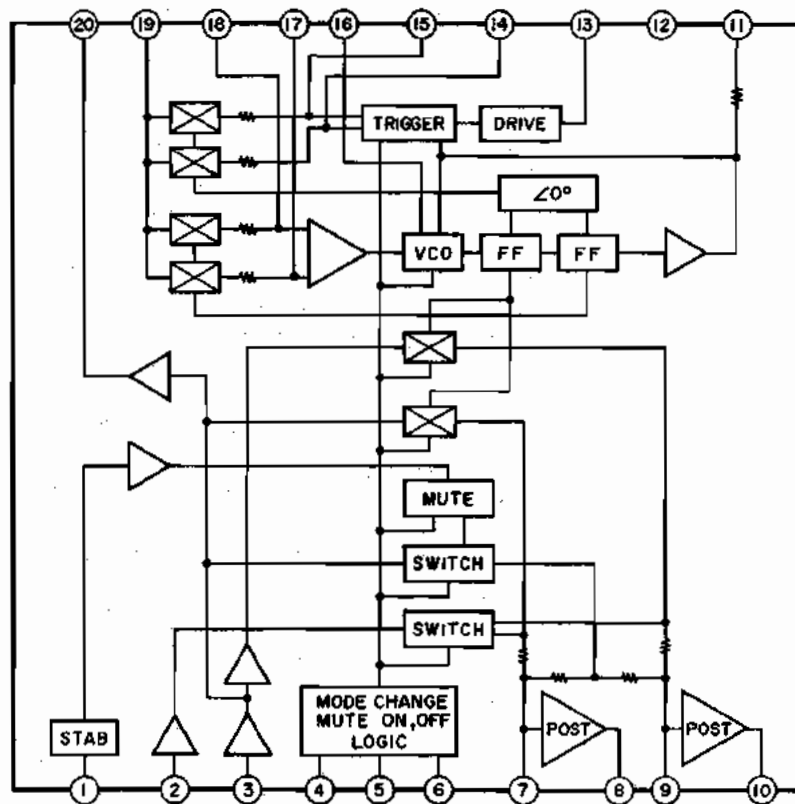 20 19 18 17 16 15 14 13 12 11
TRIGGER DRIVE
∠0°
VCO FF FF
MUTE
SWITCH
SWITCH
MODE CHANGE
MUTE ON, OFF
LOGIC
STAB
POST POST
1 2 3 4 5 6 7 8 9 10